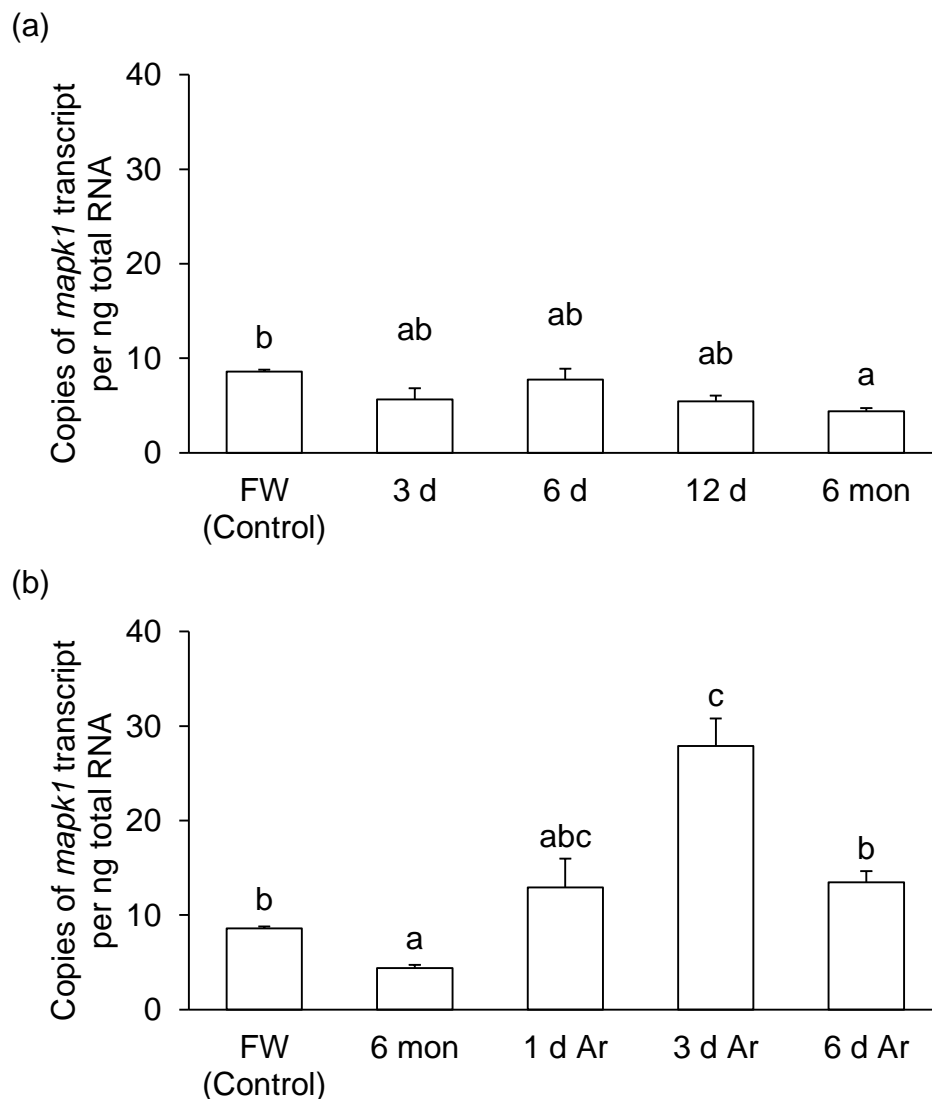 (a)
Copies of mapk1 transcript
per ng total RNA
40
30
20
10
0
b
ab
ab
ab
a
FW
(Control)
3 d
6 d
12 d
6 mon
(b)
Copies of mapk1 transcript
per ng total RNA
40
30
20
10
0
b
a
abc
c
b
FW
(Control)
6 mon
1 d Ar
3 d Ar
6 d Ar